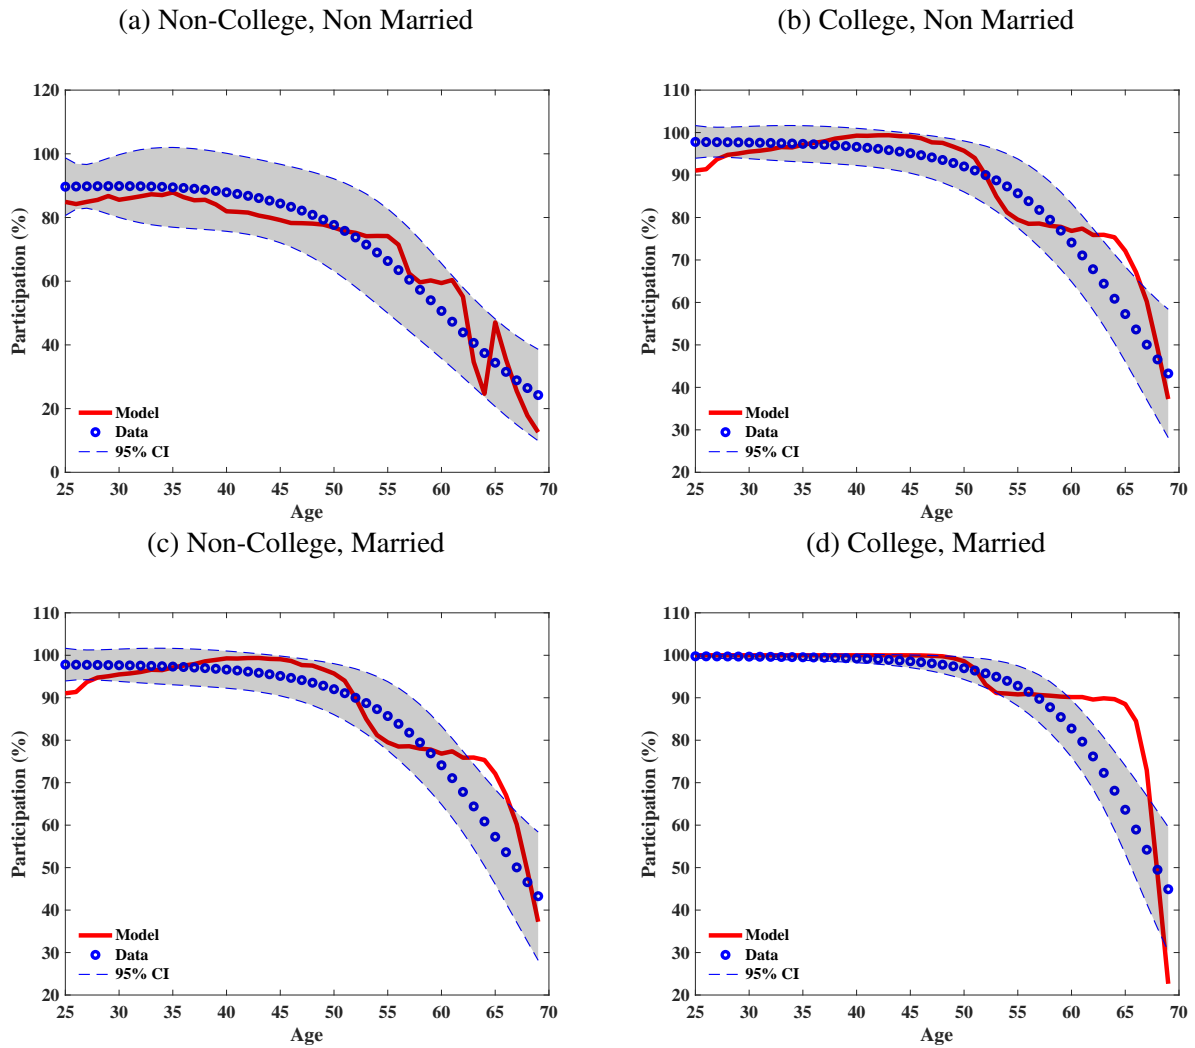 (a) Non-College, Non Married
120
100
80
60
40
20
0
Participation (%)
Model
Data
95% CI
25 30 35 40 45 50 55 60 65 70
Age
(b) College, Non Married
110
100
90
80
70
60
50
40
30
20
Participation (%)
Model
Data
95% CI
25 30 35 40 45 50 55 60 65 70
Age
(c) Non-College, Married
110
100
90
80
70
60
50
40
30
20
Participation (%)
Model
Data
95% CI
25 30 35 40 45 50 55 60 65 70
Age
(d) College, Married
110
100
90
80
70
60
50
40
30
20
Participation (%)
Model
Data
95% CI
25 30 35 40 45 50 55 60 65 70
Age